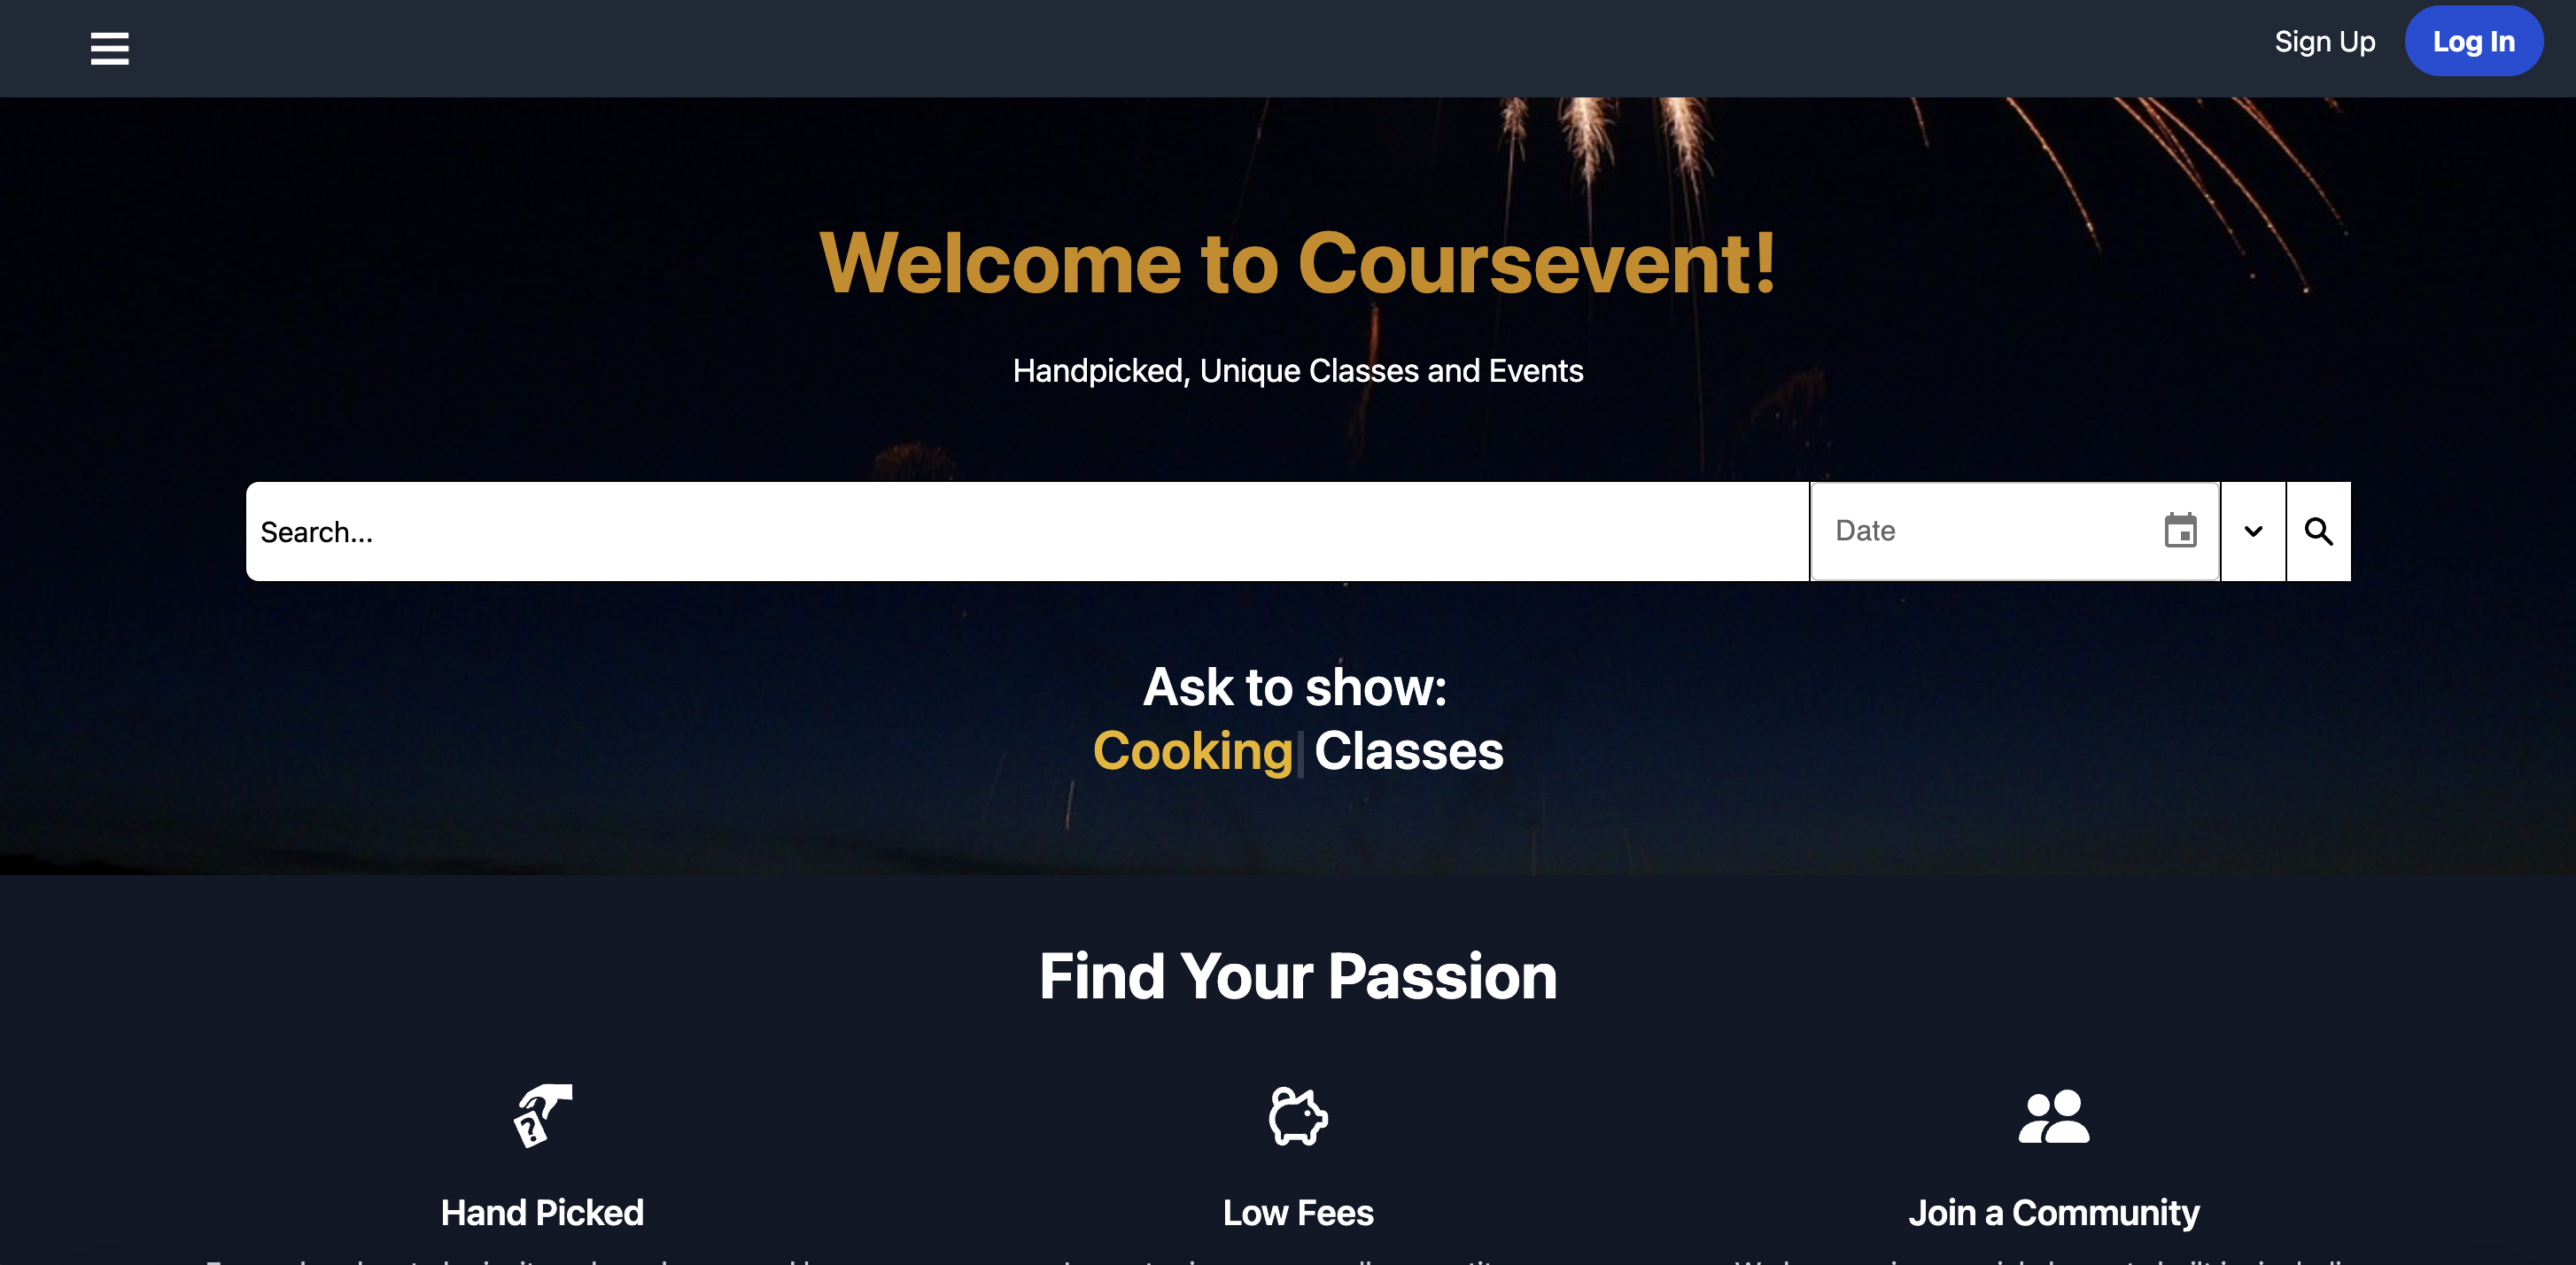 Sign Up
Log In
Welcome to Coursevent!
Handpicked, Unique Classes and Events
Search...
Date
Ask to show:
Cooking| Classes
Find Your Passion
?
Hand Picked
Low Fees
Join a Community